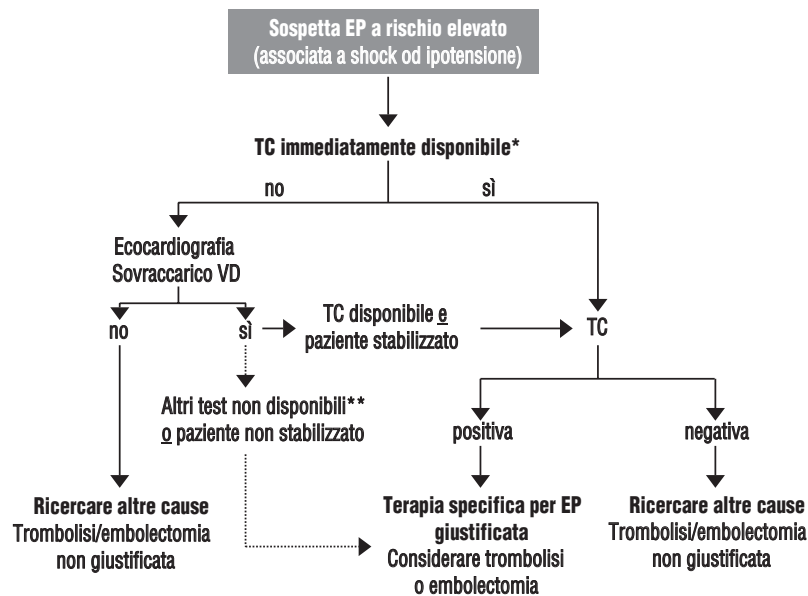 Sospetta EP a rischio elevato
(associata a shock od ipotensione)
TC immediatamente disponibile*
no
sì
Ecocardiografia
Sovraccarico VD
no
sì
TC disponibile e
paziente stabilizzato
TC
Altri test non disponibili**
o paziente non stabilizzato
positiva
negativa
Ricercare altre cause
Trombolisi/embolectomia
non giustificata
Terapia specifica per EP
giustificata
Considerare trombolisi
o embolectomia
Ricercare altre cause
Trombolisi/embolectomia
non giustificata